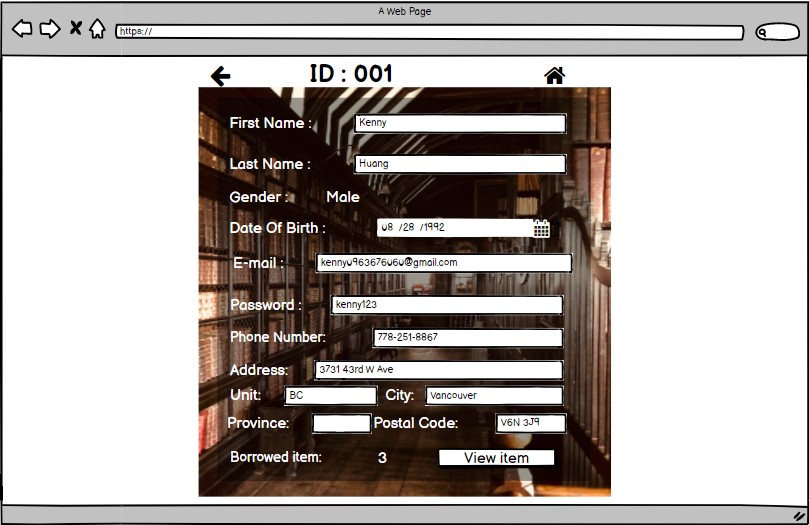 A Web Page
https://
ID : 001
First Name : Kenny
Last Name : Huang
Gender : Male
Date Of Birth : 08 /28 /1992
E-mail : kenny0963676060@gmail.com
Password : kenny123
Phone Number: 778-251-8867
Address: 3731 43rd W Ave
Unit: BC City: Vancouver
Province: Postal Code: V6N 3J9
Borrowed item: 3 View item